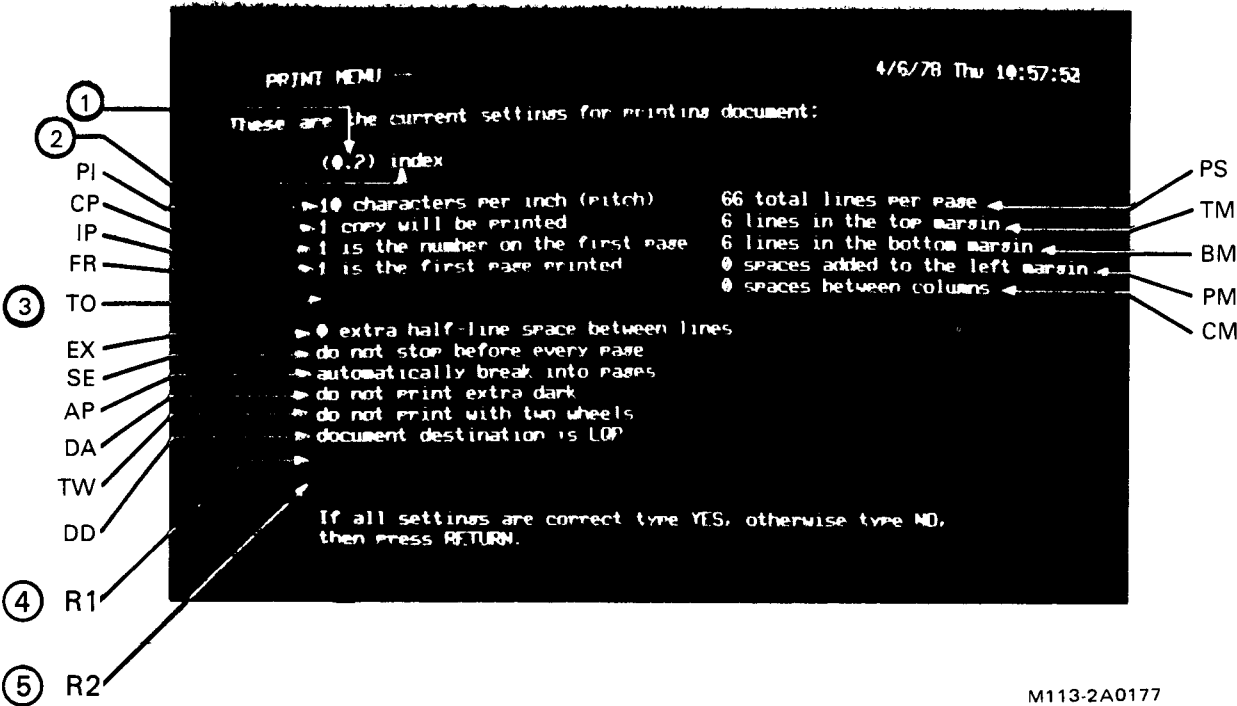 PRINT MENU --
4/6/78 Thu 10:57:52
1
These are the current settings for printing document:
2
(0.2) index
PI
10 characters per inch (pitch)
66 total lines per page
PS
CP
1 copy will be printed
6 lines in the top margin
TM
IP
1 is the number on the first page
6 lines in the bottom margin
BM
FR
1 is the first page printed
0 spaces added to the left margin
PM
3 TO
0 spaces between columns
CM
EX
0 extra half-line space between lines
SE
do not stop before every page
AP
automatically break into pages
DA
do not print extra dark
TW
do not print with two wheels
DD
document destination is LQP
4 R1
5 R2
If all settings are correct type YES, otherwise type NO,
then press RETURN.
M113-2A0177